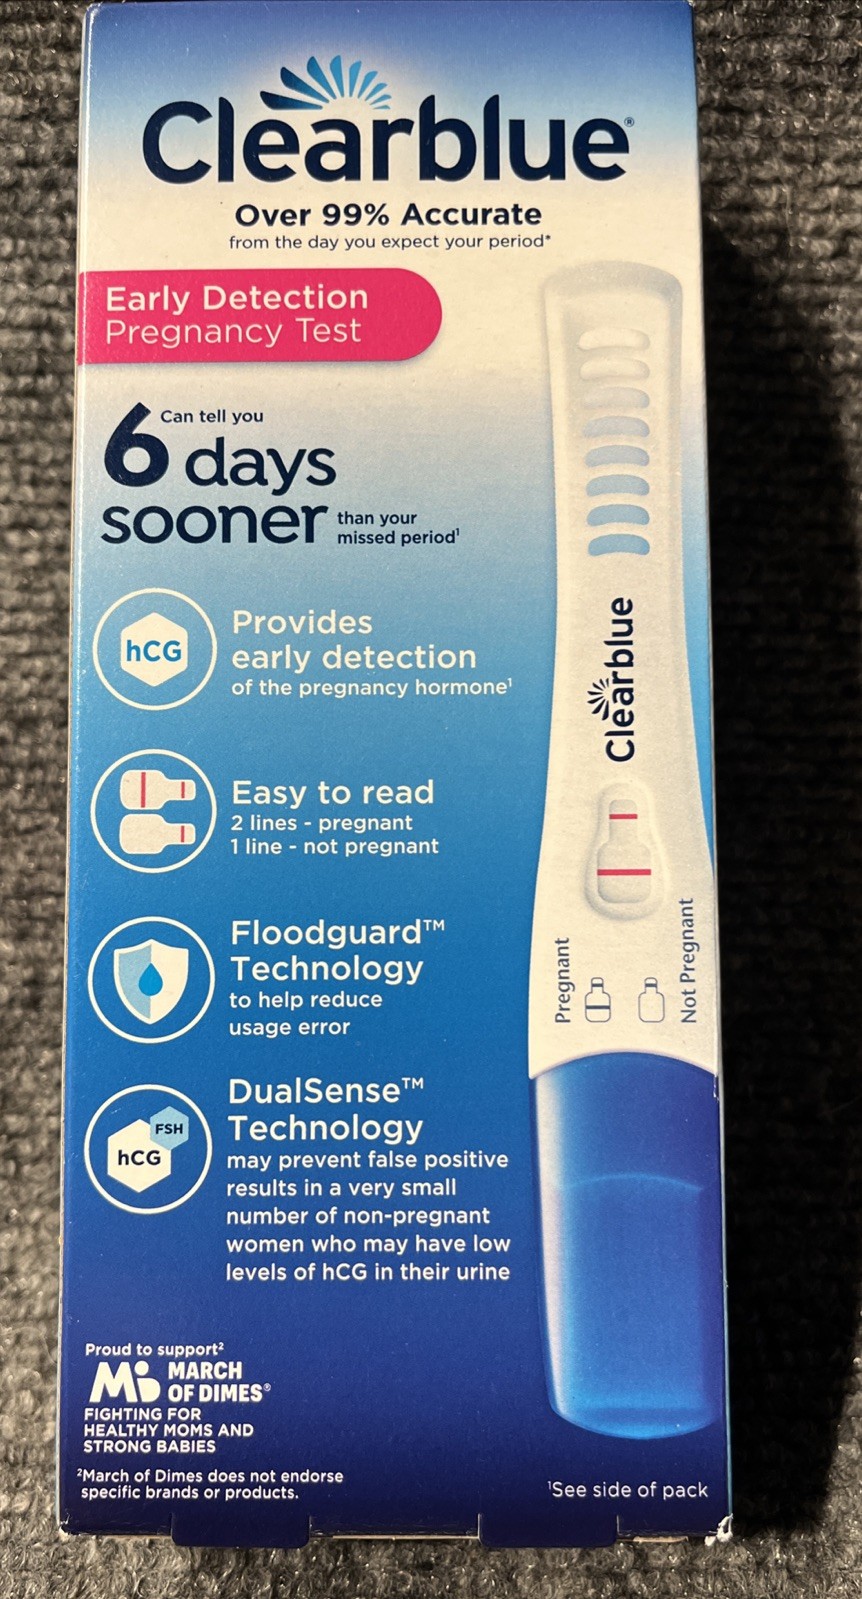 Clearblue®
Over 99% Accurate
from the day you expect your period*
Early Detection
Pregnancy Test
Can tell you
6 days
sooner than your
missed period¹
hCG
Provides
early detection
of the pregnancy hormone¹
Easy to read
2 lines - pregnant
1 line - not pregnant
Floodguard™
Technology
to help reduce
usage error
hCG FSH
DualSense™
Technology
may prevent false positive
results in a very small
number of non-pregnant
women who may have low
levels of hCG in their urine
Clearblue
Pregnant
Not Pregnant
Proud to support²
MARCH
OF DIMES®
FIGHTING FOR
HEALTHY MOMS AND
STRONG BABIES
²March of Dimes does not endorse
specific brands or products.
¹See side of pack